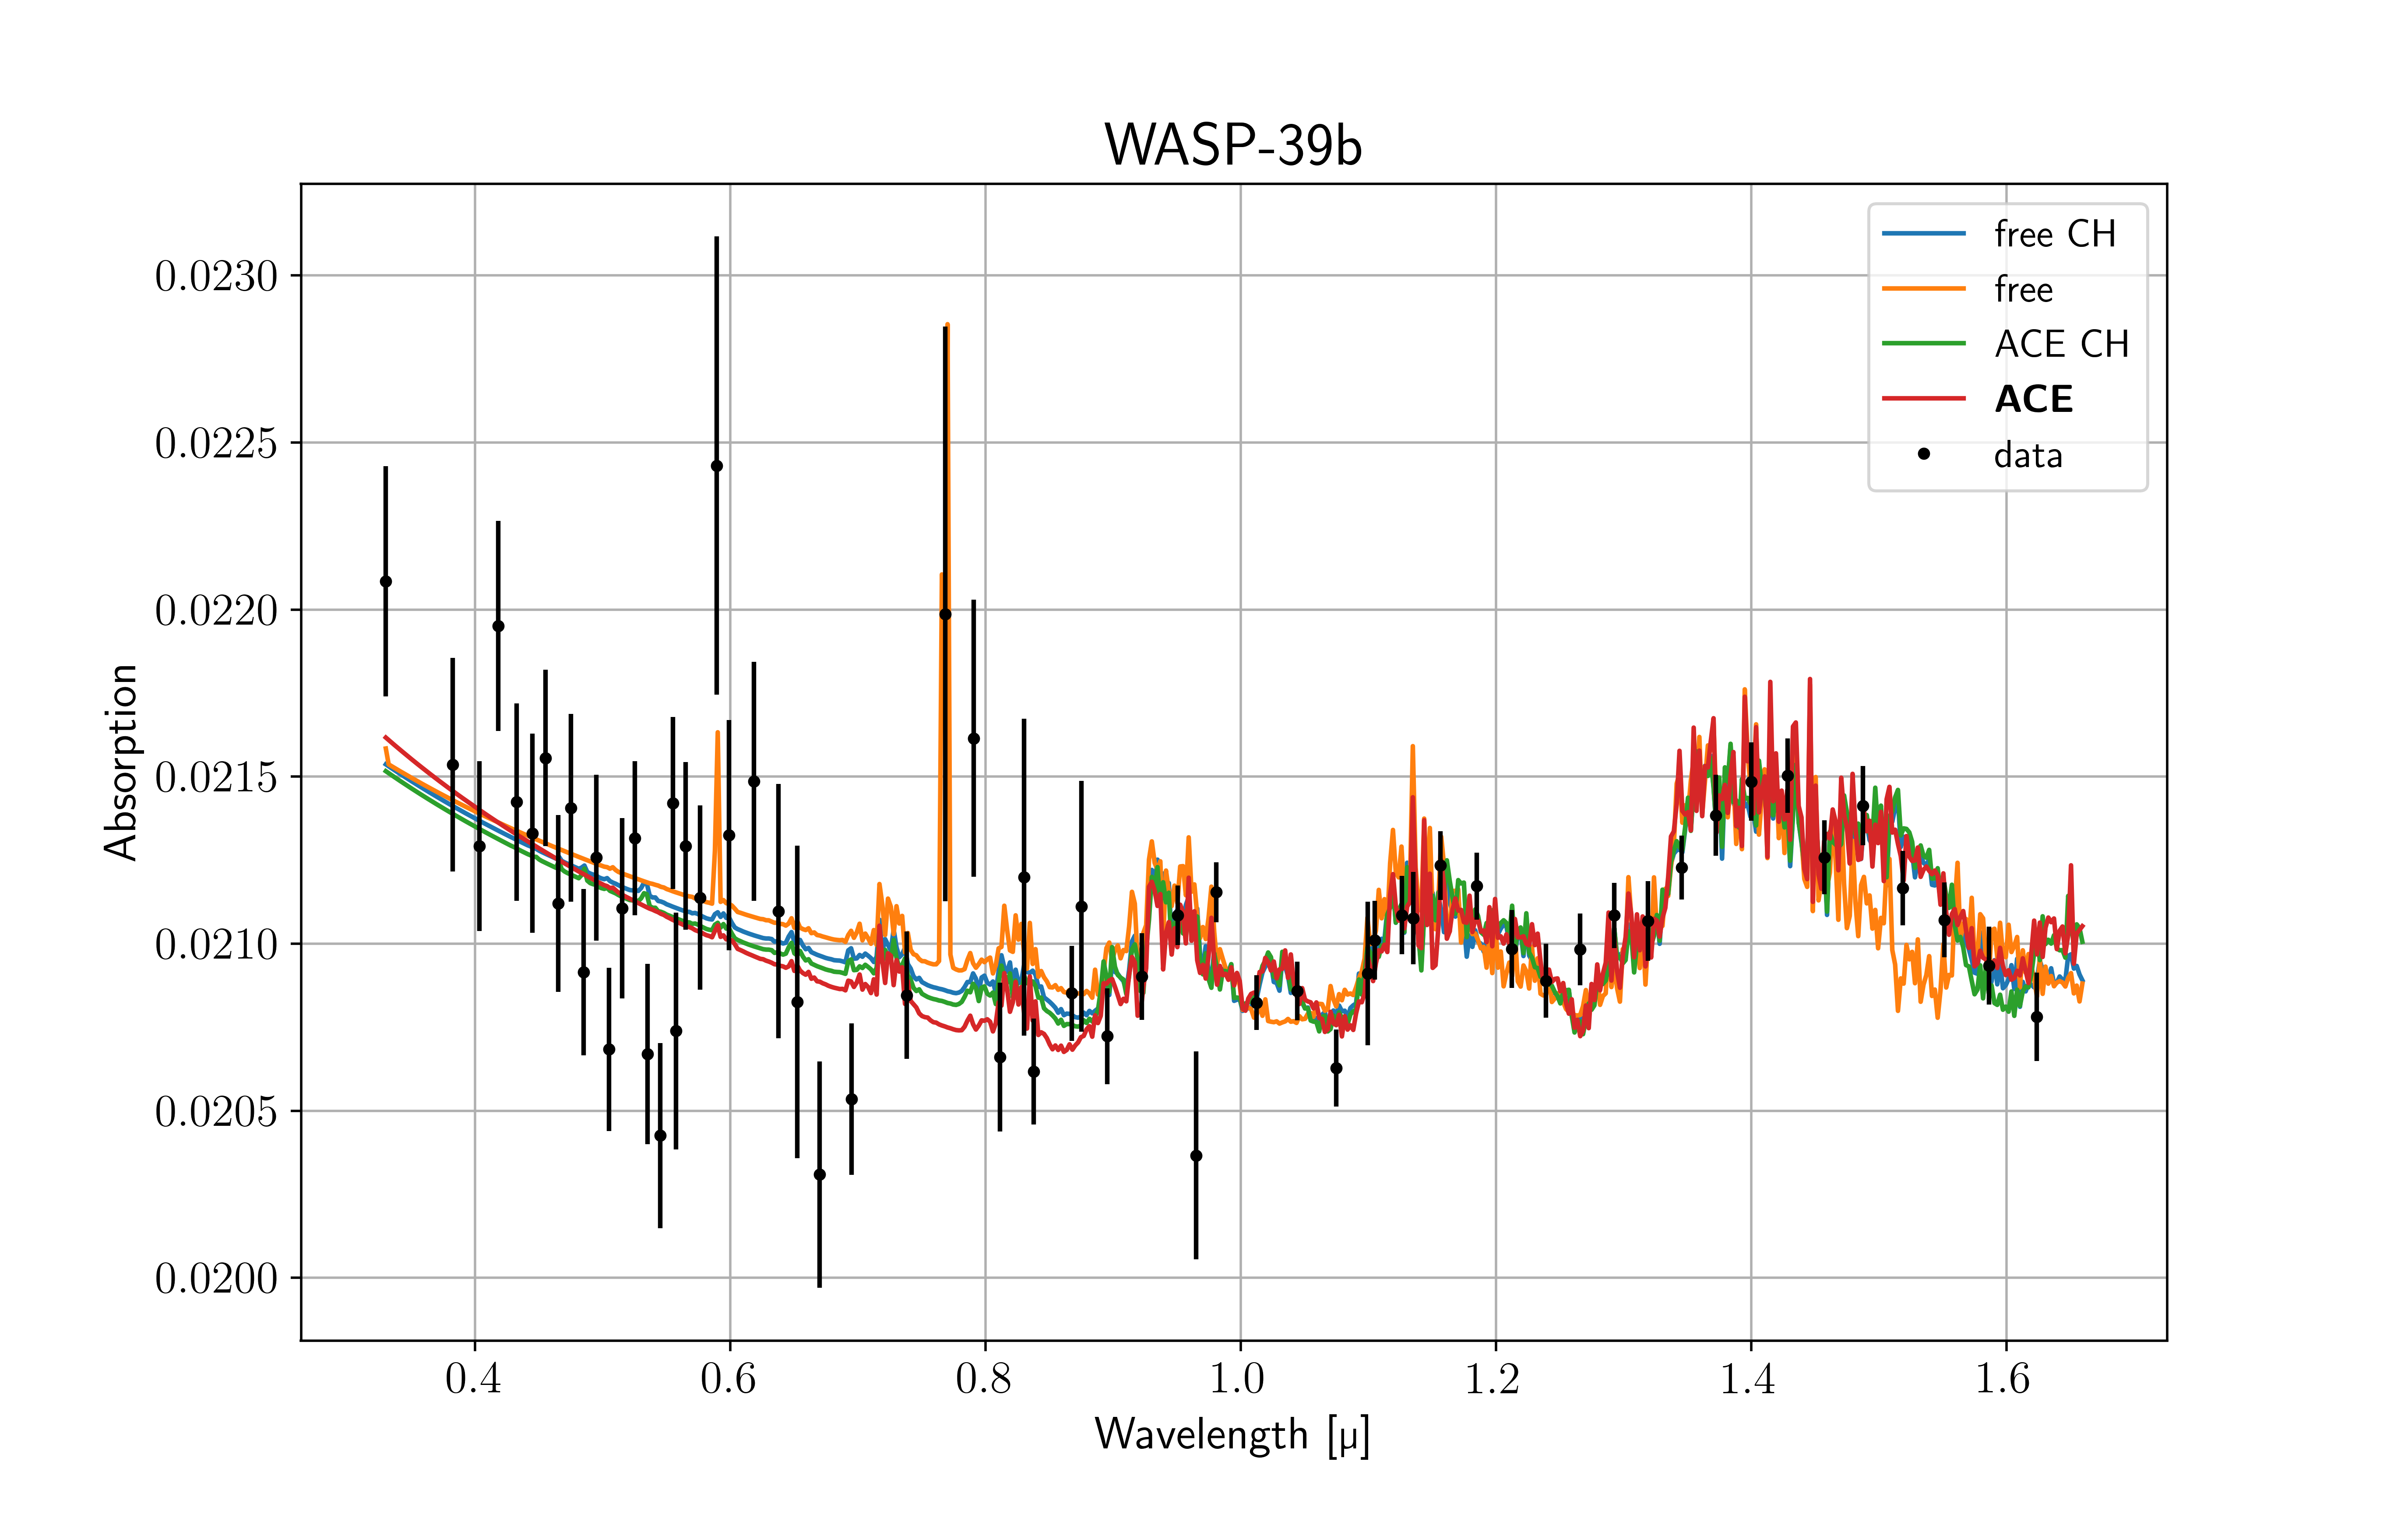 WASP-39b
free CH
free
ACE CH
ACE
data
Absorption
0.0230
0.0225
0.0220
0.0215
0.0210
0.0205
0.0200
0.4 0.6 0.8 1.0 1.2 1.4 1.6
Wavelength [μ]